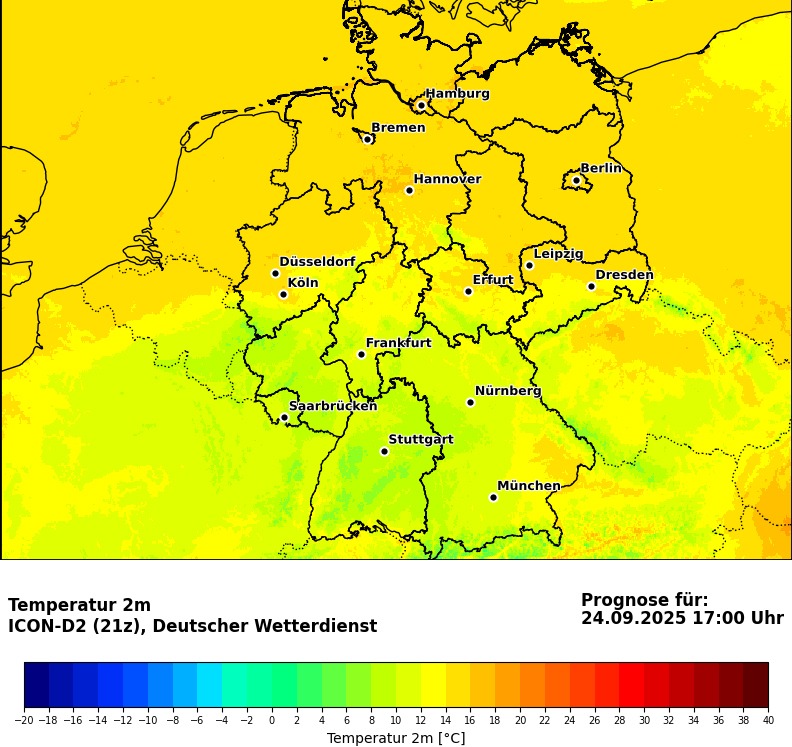 Hamburg
Bremen
Berlin
Hannover
Leipzig
Düsseldorf
Dresden
Köln
Erfurt
Frankfurt
Nürnberg
Saarbrücken
Stuttgart
München
Temperatur 2m
ICON-D2 (21z), Deutscher Wetterdienst
Prognose für:
24.09.2025 17:00 Uhr
−20 −18 −16 −14 −12 −10 −8 −6 −4 −2 0 2 4 6 8 10 12 14 16 18 20 22 24 26 28 30 32 34 36 38 40
Temperatur 2m [°C]